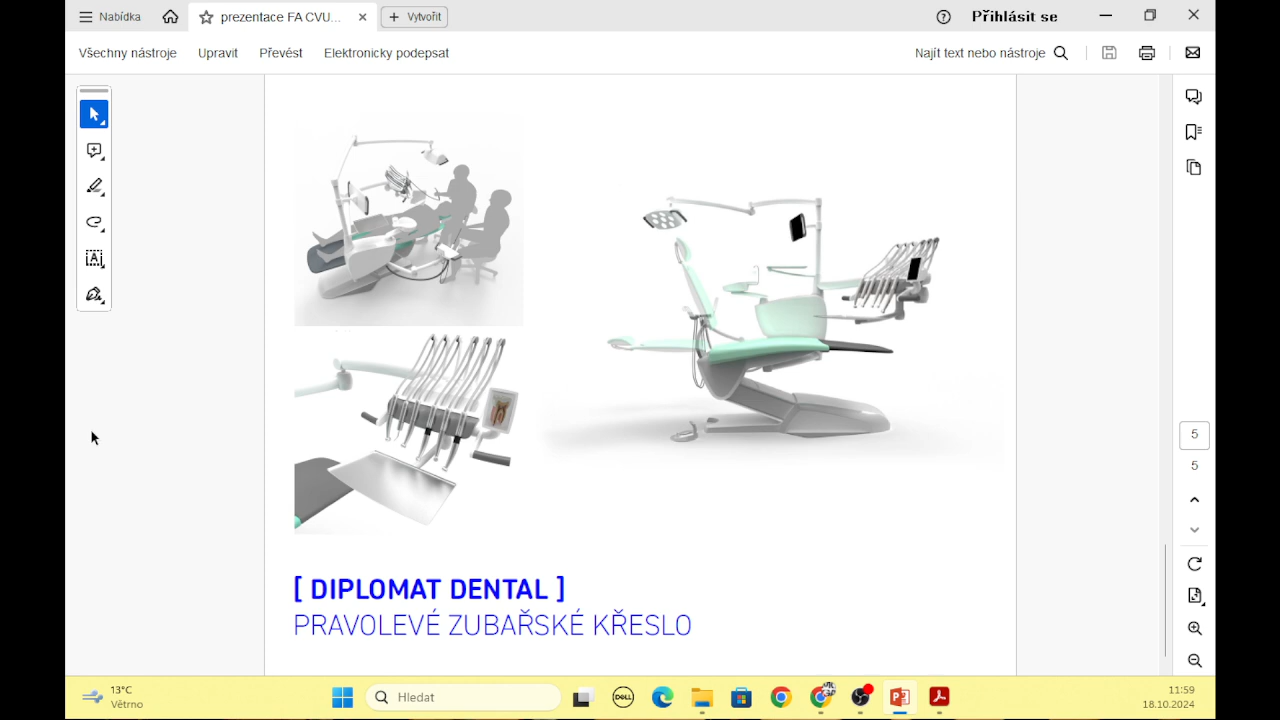 Nabídka
prezentace FA CVU...
Vytvořit
Přihlásit se
Všechny nástroje
Upravit
Převést
Elektronicky podepsat
Najít text nebo nástroje
5
5
[ DIPLOMAT DENTAL ]
PRAVOLEVÉ ZUBAŘSKÉ KŘESLO
13°C
Větrno
Hledat
DELL
11:59
18.10.2024